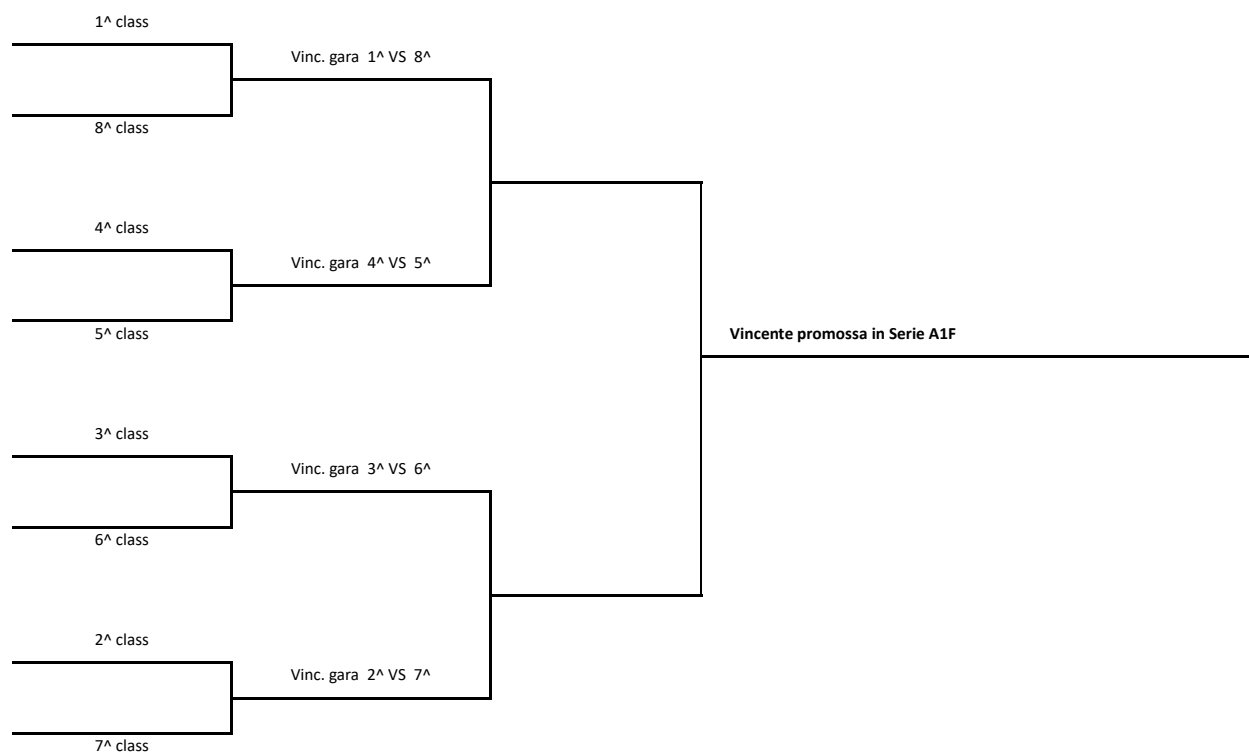 1^ class
Vinc. gara 1^ VS 8^
8^ class
4^ class
Vinc. gara 4^ VS 5^
5^ class
Vincente promossa in Serie A1F
3^ class
Vinc. gara 3^ VS 6^
6^ class
2^ class
Vinc. gara 2^ VS 7^
7^ class